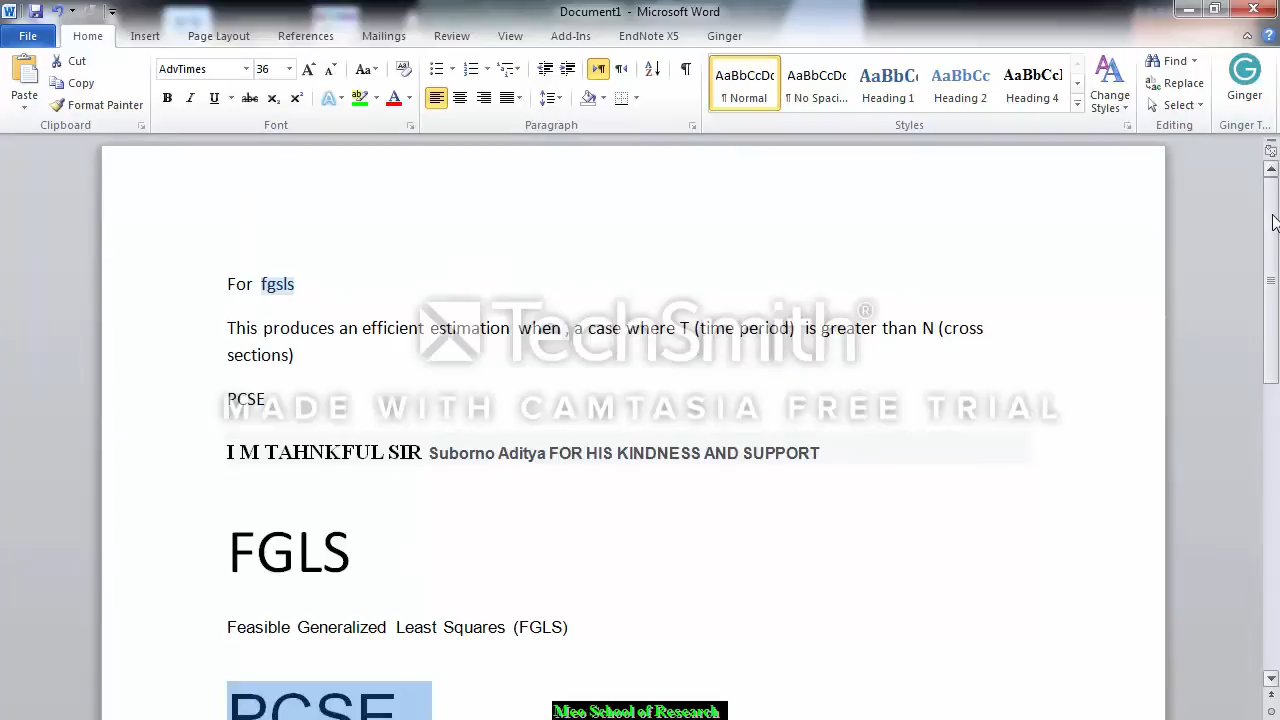 Document1 - Microsoft Word
File Home Insert Page Layout References Mailings Review View Add-Ins EndNote X5 Ginger
Paste
Cut
Copy
Format Painter
Clipboard
AdvTimes 36
Font
Paragraph
AaBbCcDc AaBbCcDc AaBbCc AaBbCc AaBbCcl
¶ Normal ¶ No Spaci... Heading 1 Heading 2 Heading 4
Change Styles
Styles
Find
Replace
Select
Editing
Ginger
Ginger T...
For fgsls
This produces an efficient estimation when , a case where T (time period) is greater than N (cross
sections)
TechSmith®
PCSE
MADE WITH CAMTASIA FREE TRIAL
I M TAHNKFUL SIR Suborno Aditya FOR HIS KINDNESS AND SUPPORT
FGLS
Feasible Generalized Least Squares (FGLS)
PCSE
Meo School of Research